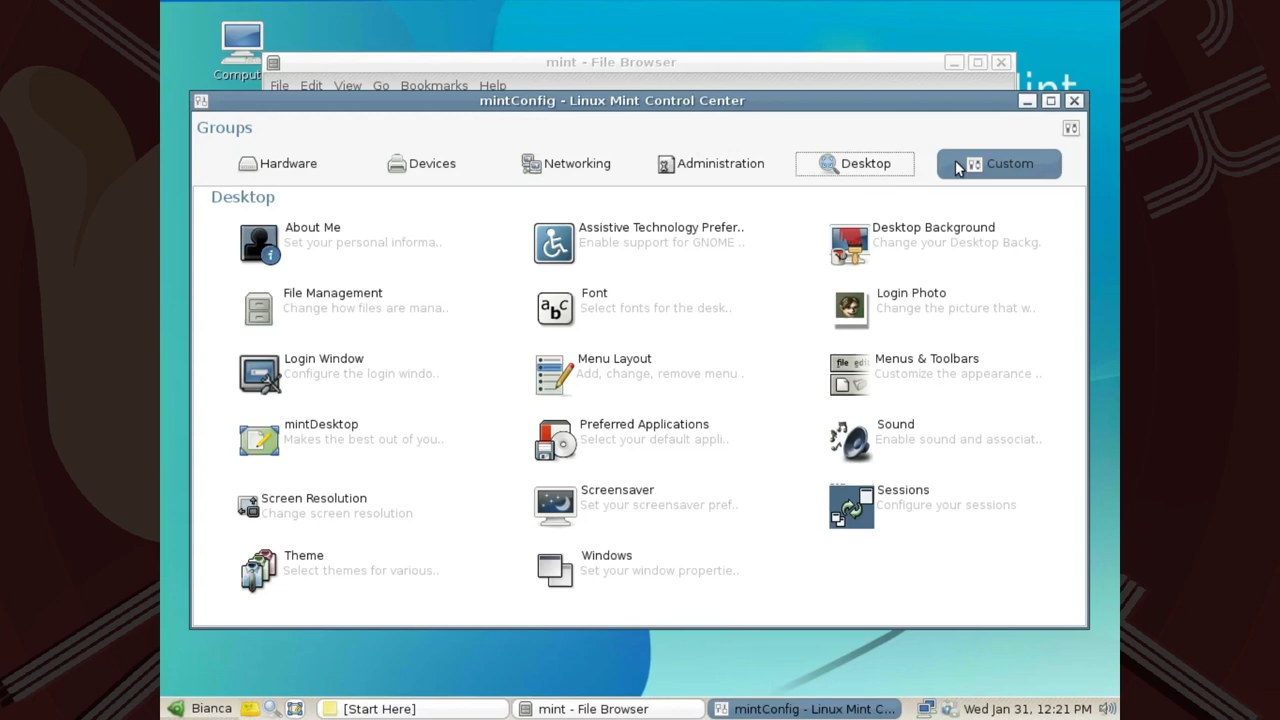 Comput
mint - File Browser
File Edit View Go Bookmarks Help
int
mintConfig - Linux Mint Control Center
Groups
Hardware Devices Networking Administration Desktop Custom
Desktop
About Me
Set your personal informa..
Assistive Technology Prefer..
Enable support for GNOME ..
Desktop Background
Change your Desktop Backg.
File Management
Change how files are mana..
Font
Select fonts for the desk..
abc
Login Photo
Change the picture that w..
Login Window
Configure the login windo..
Menu Layout
Add, change, remove menu .
Menus & Toolbars
Customize the appearance ..
file edi
mintDesktop
Makes the best out of you..
Preferred Applications
Select your default appli..
Sound
Enable sound and associat..
Screen Resolution
Change screen resolution
Screensaver
Set your screensaver pref..
Sessions
Configure your sessions
Theme
Select themes for various..
Windows
Set your window propertie..
Bianca [Start Here] mint - File Browser mintConfig - Linux Mint C... Wed Jan 31, 12:21 PM